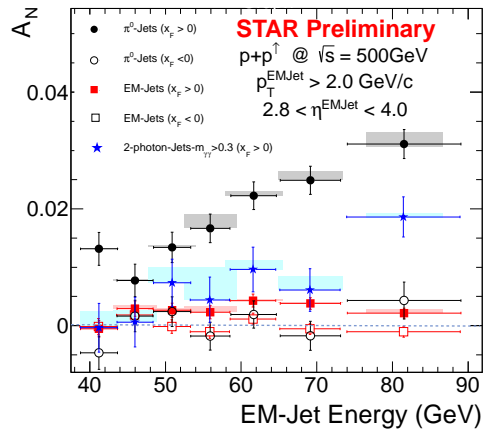 A_N
STAR Preliminary
p+p^↑ @ √s = 500GeV
p_T^EMJet > 2.0 GeV/c
2.8 < η^EMJet < 4.0
π⁰-Jets (x_F > 0)
π⁰-Jets (x_F <0)
EM-Jets (x_F > 0)
EM-Jets (x_F < 0)
2-photon-Jets-m_γγ>0.3 (x_F > 0)
0.04
0.02
0
40 50 60 70 80 90
EM-Jet Energy (GeV)